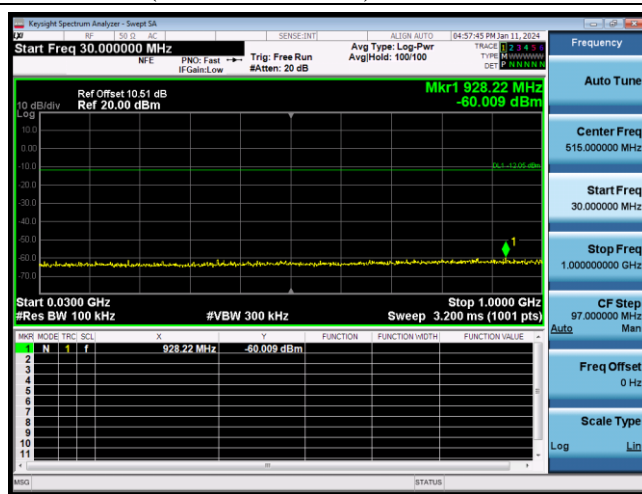 Keysight Spectrum Analyzer - Swept SA
RF 50 Ω AC SENSE:INT ALIGN AUTO 04:57:45 PM Jan 11, 2024
Start Freq 30.000000 MHz
NFE PNO: Fast Trig: Free Run Avg Type: Log-Pwr TRACE 1 2 3 4 5 6
IFGain:Low #Atten: 20 dB Avg|Hold: 100/100 TYPE M WWWWW
DET P N N N N N
Frequency
Auto Tune
Center Freq
515.000000 MHz
Start Freq
30.000000 MHz
Stop Freq
1.000000000 GHz
CF Step
97.000000 MHz
Auto Man
Freq Offset
0 Hz
Scale Type
Log Lin
Ref Offset 10.51 dB
10 dB/div Ref 20.00 dBm
Log
Mkr1 928.22 MHz
-60.009 dBm
10.0
0.00
-10.0
DL1 -12.05 dBm
-20.0
-30.0
-40.0
-50.0
1
-60.0
-70.0
Start 0.0300 GHz Stop 1.0000 GHz
#Res BW 100 kHz #VBW 300 kHz Sweep 3.200 ms (1001 pts)
MKR MODE TRC SCL X Y FUNCTION FUNCTION WIDTH FUNCTION VALUE
1 N 1 f 928.22 MHz -60.009 dBm
2
3
4
5
6
7
8
9
10
11
MSG STATUS